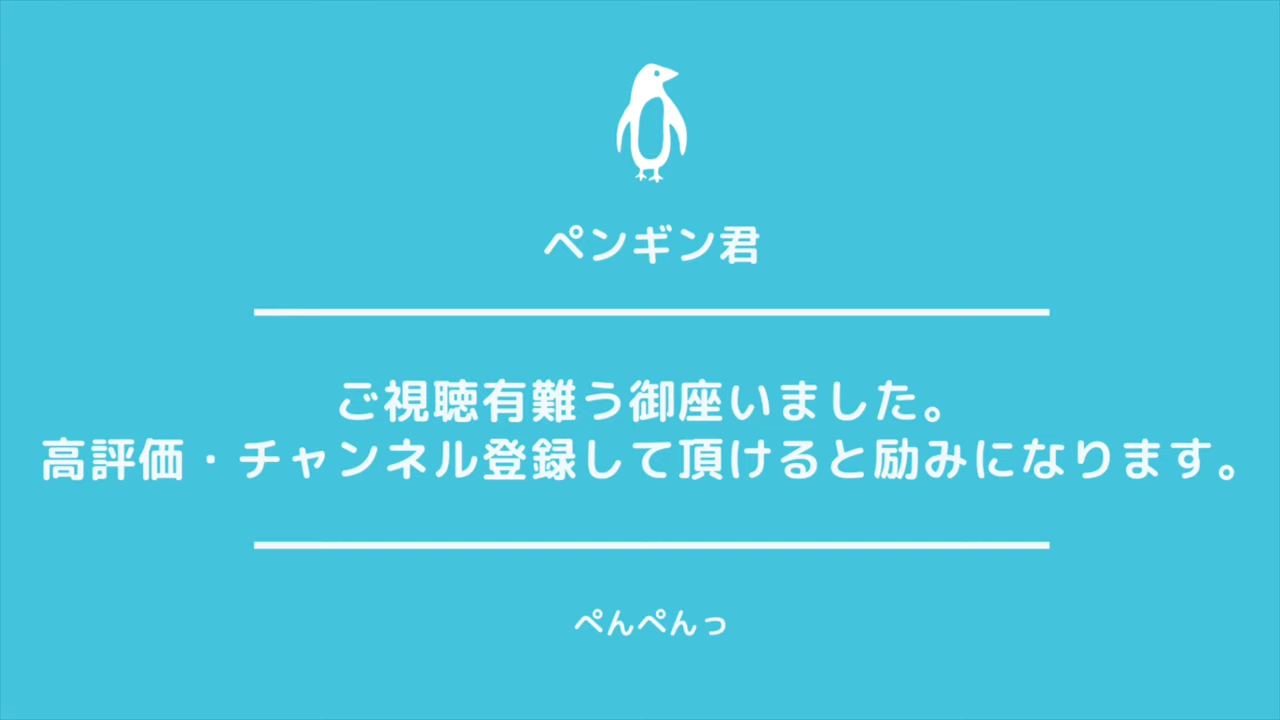 ペンギン君
ご視聴有難う御座いました。
高評価・チャンネル登録して頂けると励みになります。
ぺんぺんっ